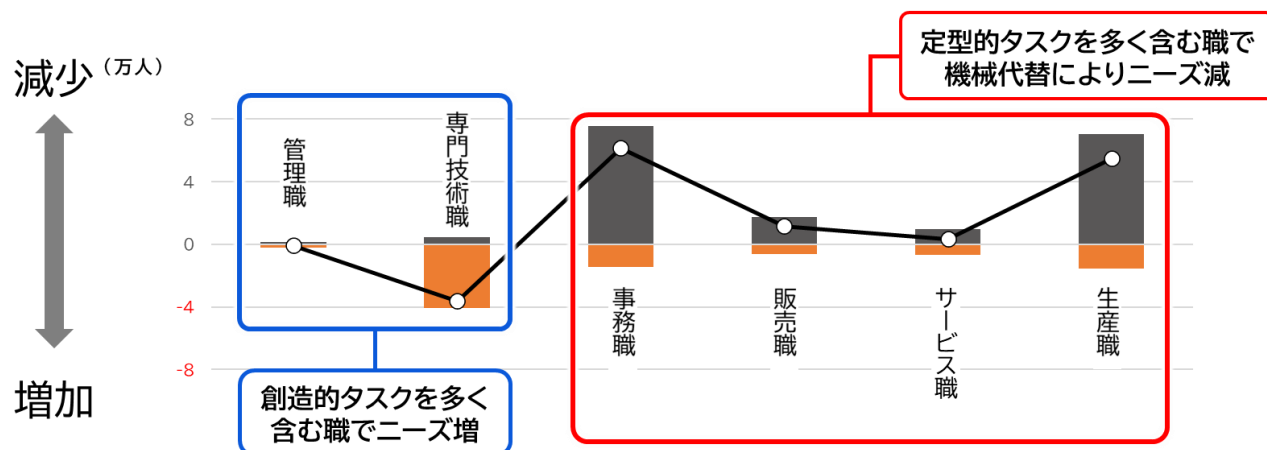 定型的タスクを多く含む職で
機械代替によりニーズ減
減少（万人）
8
4
0
-4
-8
増加
管理職
専門技術職
事務職
販売職
サービス職
生産職
創造的タスクを多く
含む職でニーズ増